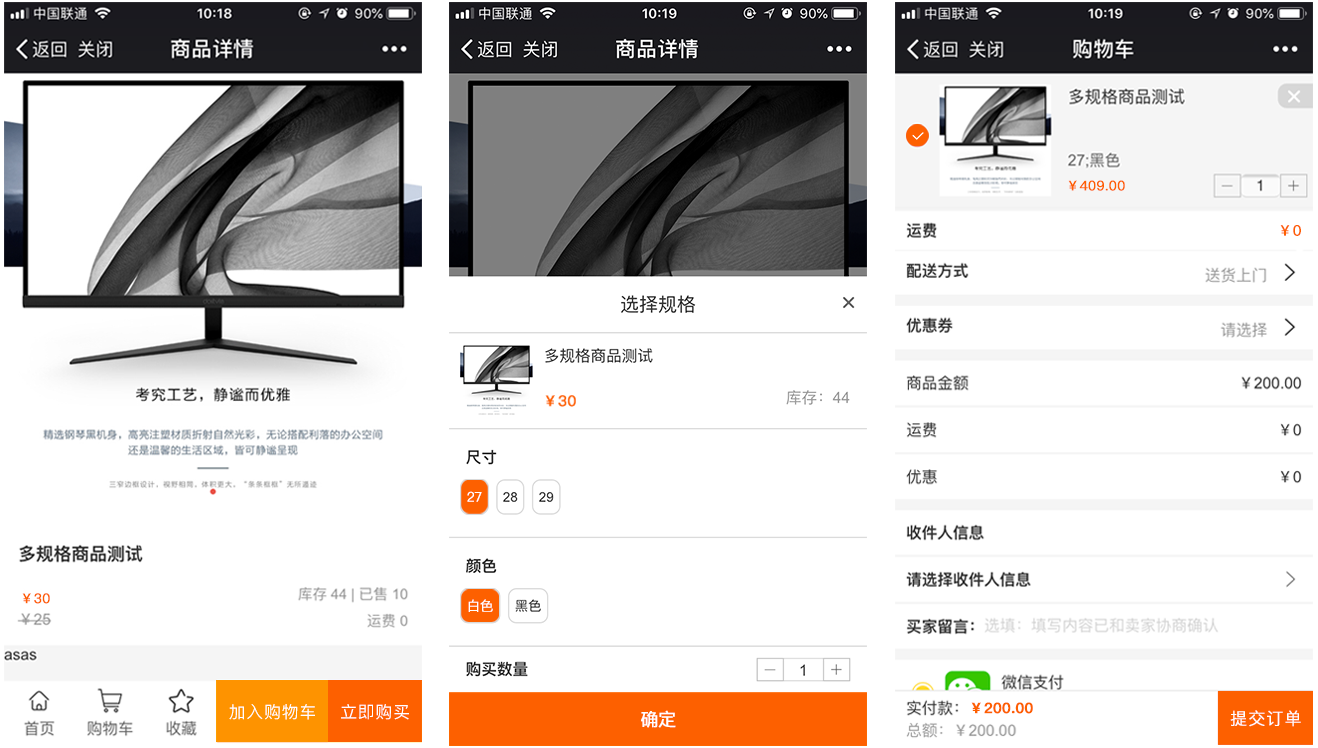 中国联通 10:18 90%
返回 关闭 商品详情
考究工艺，静谧而优雅
精选钢琴黑机身，高亮注塑材质折射自然光彩，无论搭配利落的办公空间
还是温馨的生活区域，皆可静谧呈现
三窄边框设计，视野相同，体积更大，“条条框框”无所遁迹
多规格商品测试
￥30
库存 44 | 已售 10
￥25
运费 0
asas
首页
购物车
收藏
加入购物车
立即购买
中国联通 10:19 90%
返回 关闭 商品详情
选择规格
多规格商品测试
￥30
库存：44
尺寸
27 28 29
颜色
白色 黑色
购买数量 1
确定
中国联通 10:19 90%
返回 关闭 购物车
多规格商品测试
考究工艺，静谧而优雅
27;黑色
￥409.00 1
运费 ￥0
配送方式 送货上门
优惠券 请选择
商品金额 ￥200.00
运费 ￥0
优惠 ￥0
收件人信息
请选择收件人信息
买家留言： 选填：填写内容已和卖家协商确认
微信支付
实付款：￥200.00
总额：￥200.00
提交订单